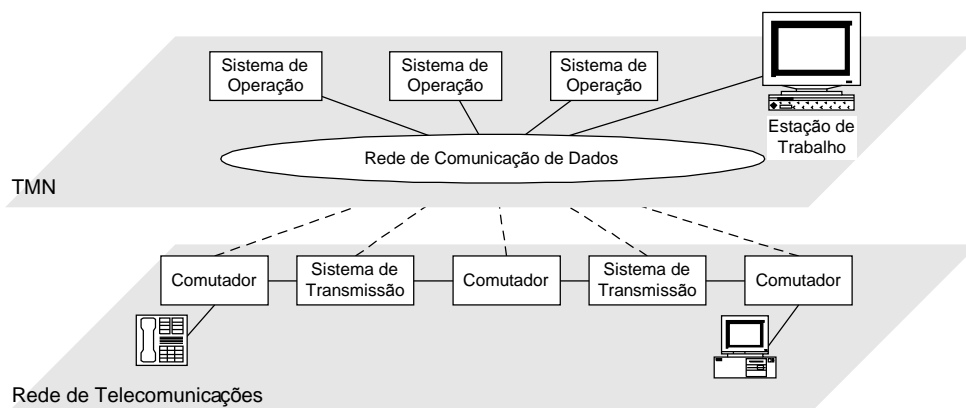 Sistema de
Operação
Sistema de
Operação
Sistema de
Operação
Estação de
Trabalho
Rede de Comunicação de Dados
TMN
Comutador
Sistema de
Transmissão
Comutador
Sistema de
Transmissão
Comutador
Rede de Telecomunicações